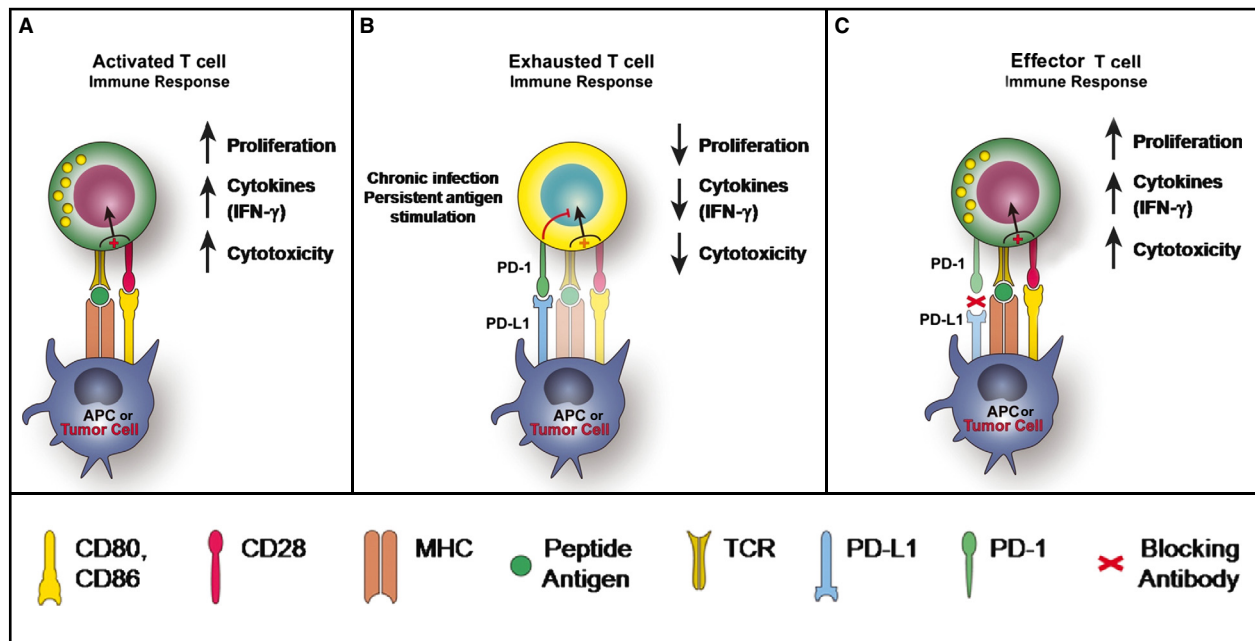 A
Activated T cell
Immune Response
Proliferation
Cytokines
(IFN-γ)
Cytotoxicity
APC or
Tumor Cell
B
Exhausted T cell
Immune Response
Chronic infection
Persistent antigen
stimulation
Proliferation
Cytokines
(IFN-γ)
Cytotoxicity
PD-1
PD-L1
APC or
Tumor Cell
C
Effector T cell
Immune Response
Proliferation
Cytokines
(IFN-γ)
Cytotoxicity
PD-1
PD-L1
APC or
Tumor Cell
CD80,
CD86
CD28
MHC
Peptide
Antigen
TCR
PD-L1
PD-1
Blocking
Antibody